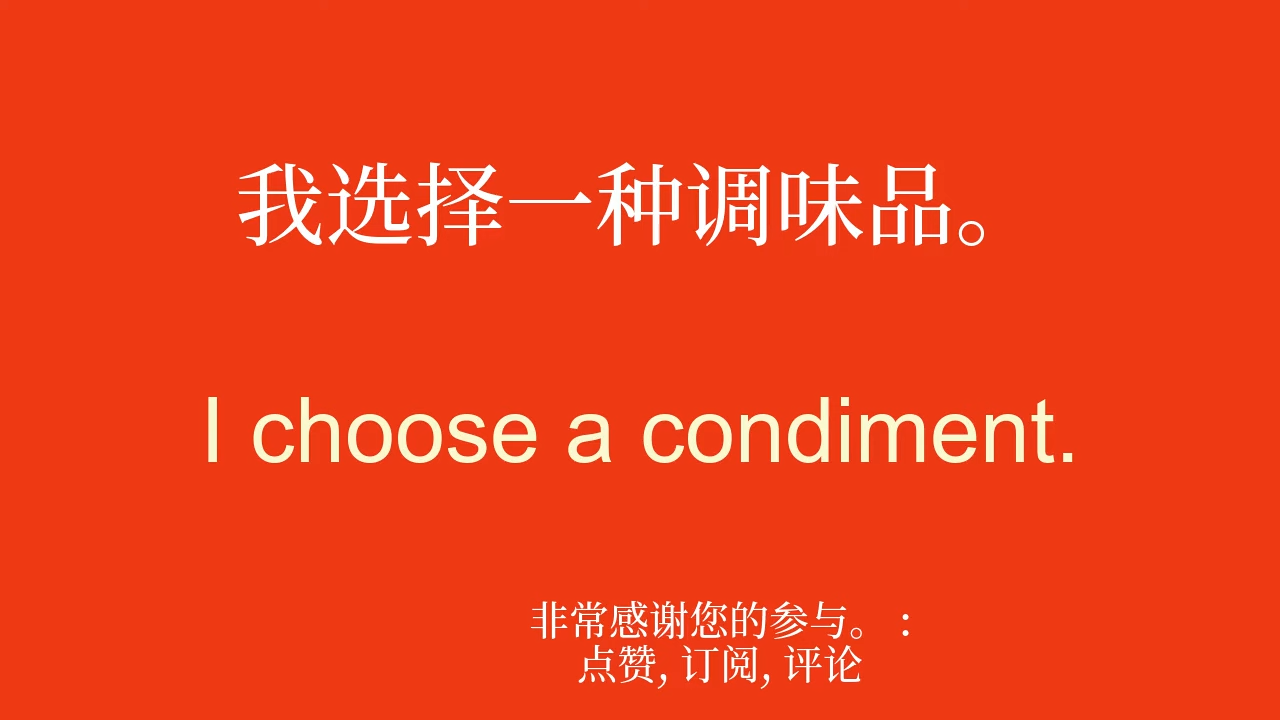 我选择一种调味品。
I choose a condiment.
非常感谢您的参与。 :
点赞, 订阅, 评论